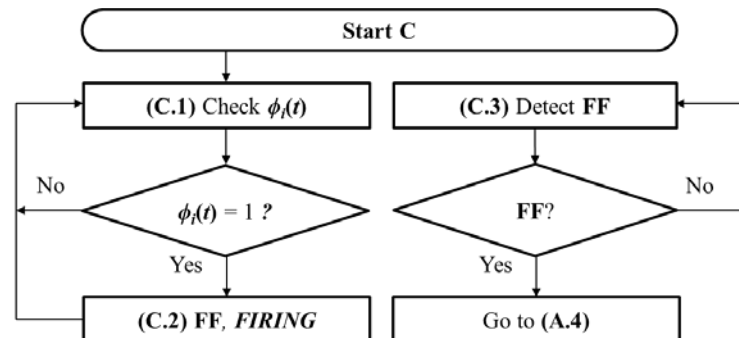 Start C
(C.1) Check ϕᵢ(t)
(C.3) Detect FF
No
ϕᵢ(t) = 1 ?
FF?
No
Yes
Yes
(C.2) FF, FIRING
Go to (A.4)